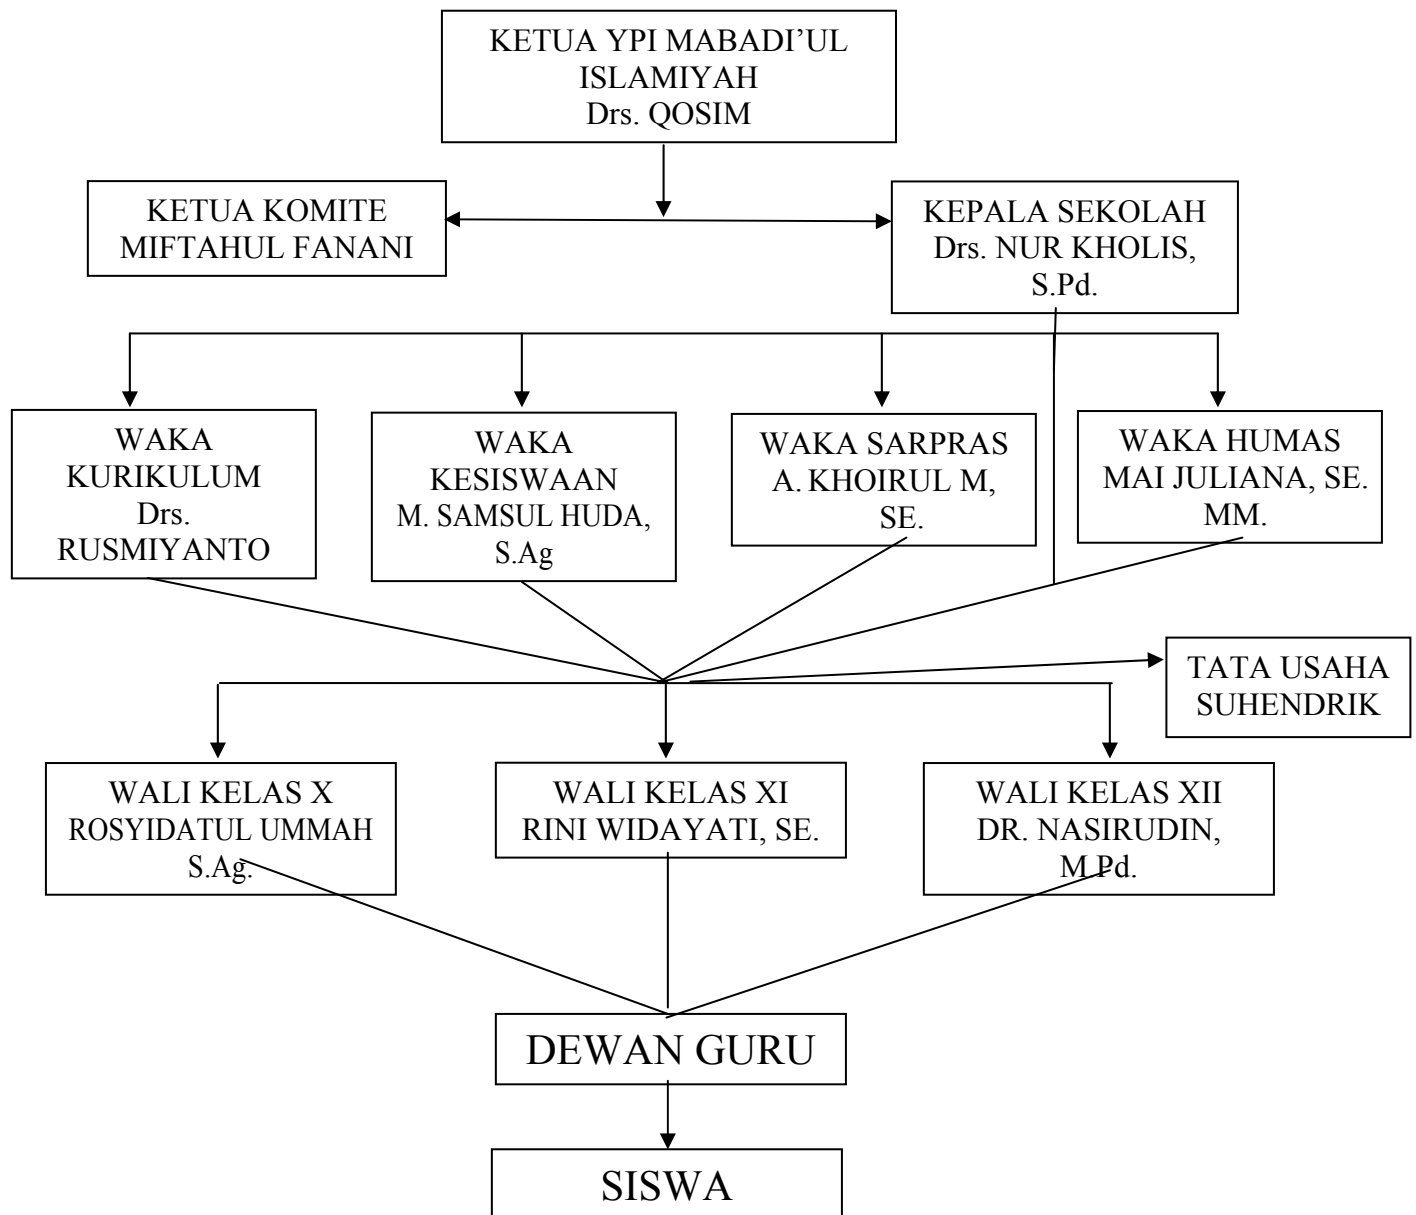 KETUA YPI MABADI’UL
ISLAMIYAH
Drs. QOSIM
KETUA KOMITE
MIFTAHUL FANANI
KEPALA SEKOLAH
Drs. NUR KHOLIS,
S.Pd.
WAKA
KURIKULUM
Drs.
RUSMIYANTO
WAKA
KESISWAAN
M. SAMSUL HUDA,
S.Ag
WAKA SARPRAS
A. KHOIRUL M,
SE.
WAKA HUMAS
MAI JULIANA, SE.
MM.
TATA USAHA
SUHENDRIK
WALI KELAS X
ROSYIDATUL UMMAH
S.Ag.
WALI KELAS XI
RINI WIDAYATI, SE.
WALI KELAS XII
DR. NASIRUDIN,
M.Pd.
DEWAN GURU
SISWA